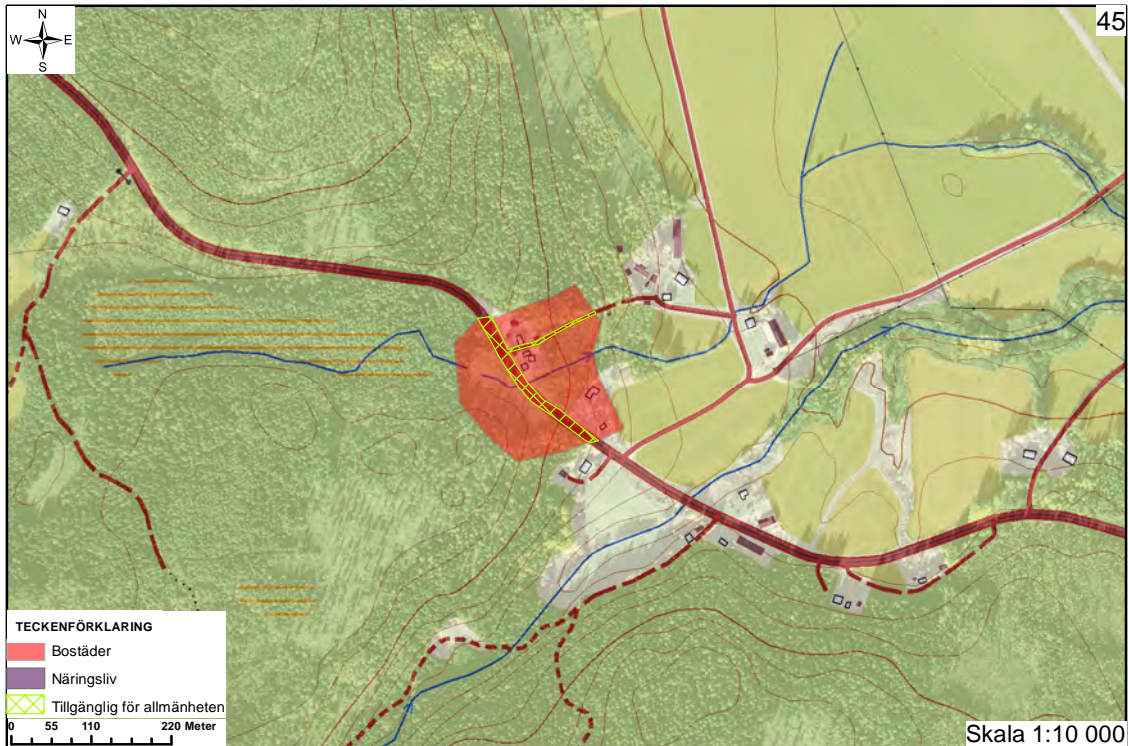 N
W E
S
45
TECKENFÖRKLARING
Bostäder
Näringsliv
Tillgänglig för allmänheten
0 55 110 220 Meter
Skala 1:10 000